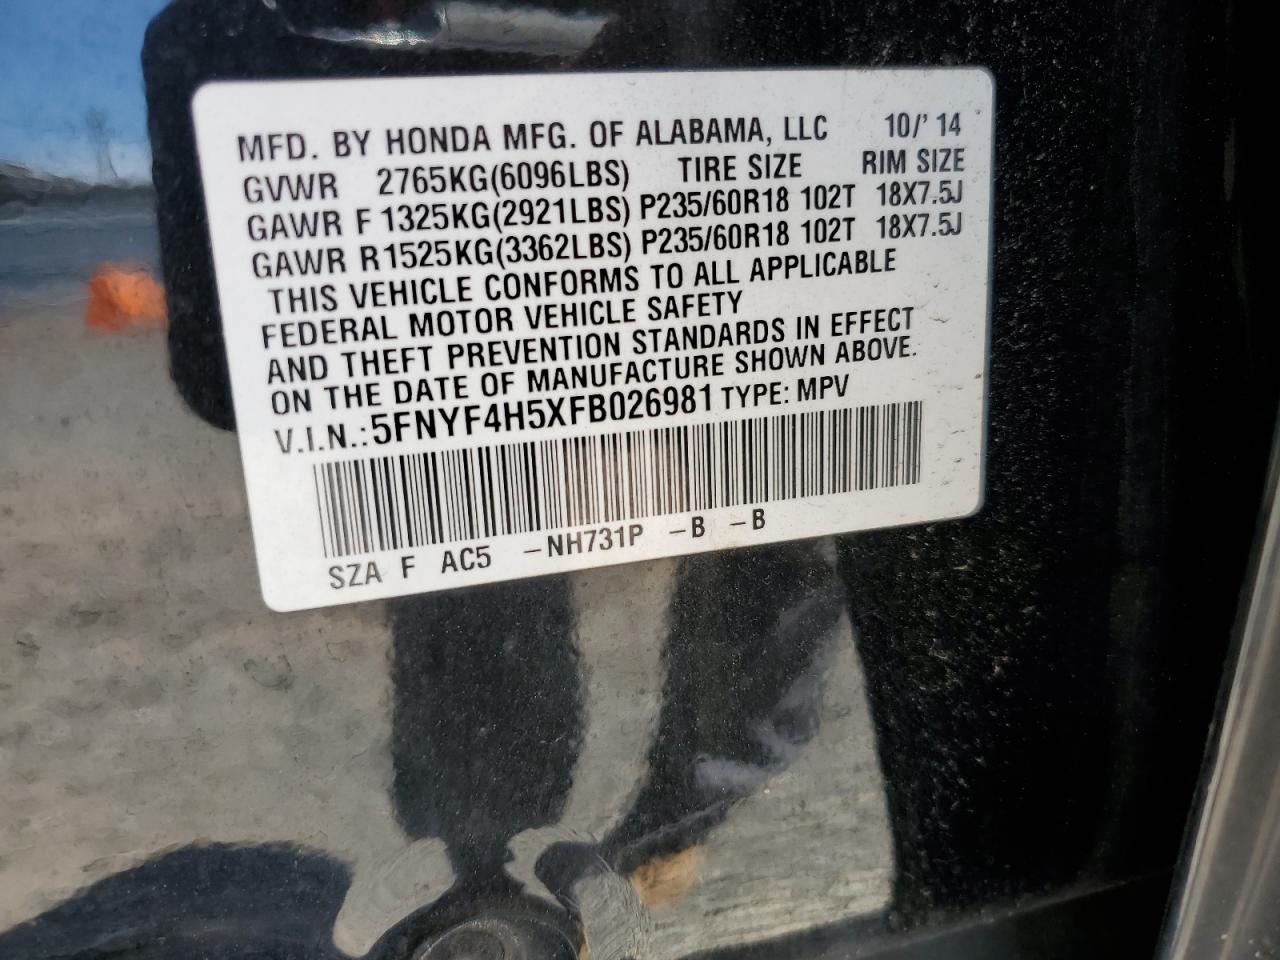 MFD. BY HONDA MFG. OF ALABAMA, LLC 10/' 14
GVWR 2765KG(6096LBS) TIRE SIZE RIM SIZE
GAWR F 1325KG(2921LBS) P235/60R18 102T 18X7.5J
GAWR R1525KG(3362LBS) P235/60R18 102T 18X7.5J
THIS VEHICLE CONFORMS TO ALL APPLICABLE
FEDERAL MOTOR VEHICLE SAFETY
AND THEFT PREVENTION STANDARDS IN EFFECT
ON THE DATE OF MANUFACTURE SHOWN ABOVE.
V.I.N.:5FNYF4H5XFB026981 TYPE: MPV
SZA F AC5 -NH731P -B -B